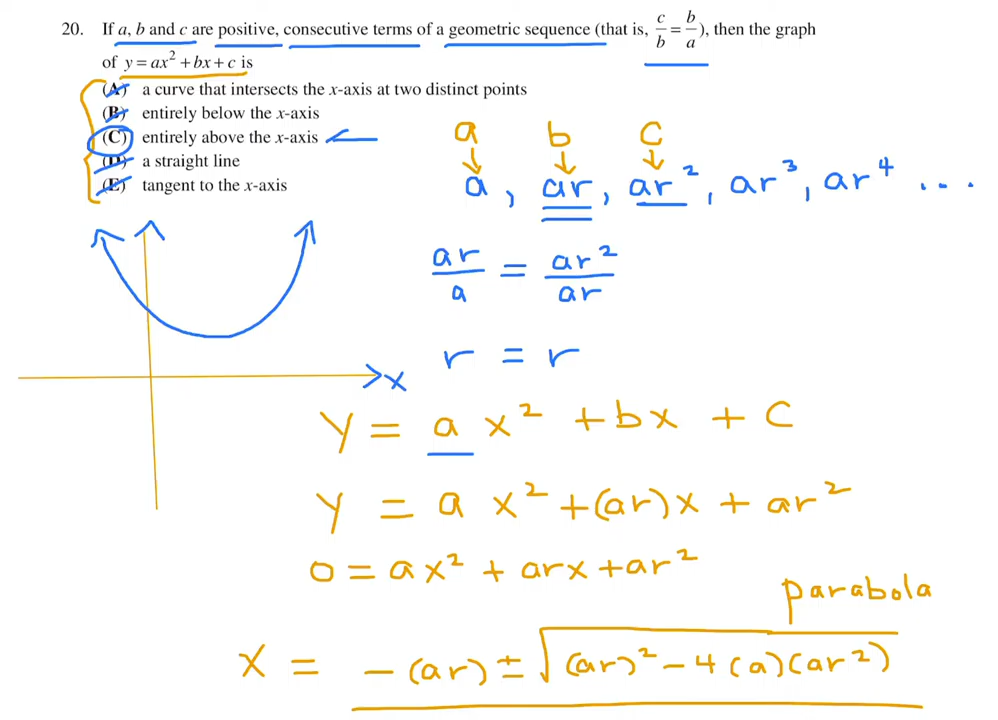 20. If a, b and c are positive, consecutive terms of a geometric sequence (that is, c/b = b/a), then the graph
of y = ax² + bx + c is
(A) a curve that intersects the x-axis at two distinct points
(B) entirely below the x-axis
(C) entirely above the x-axis
(D) a straight line
(E) tangent to the x-axis
a b c
a, ar, ar², ar³, ar⁴ ...
ar/a = ar²/ar
r = r
x
y = a x² + bx + c
y = a x² + (ar)x + ar²
0 = ax² + arx + ar²
parabola
x = -(ar) ± √(ar)² - 4(a)(ar²)